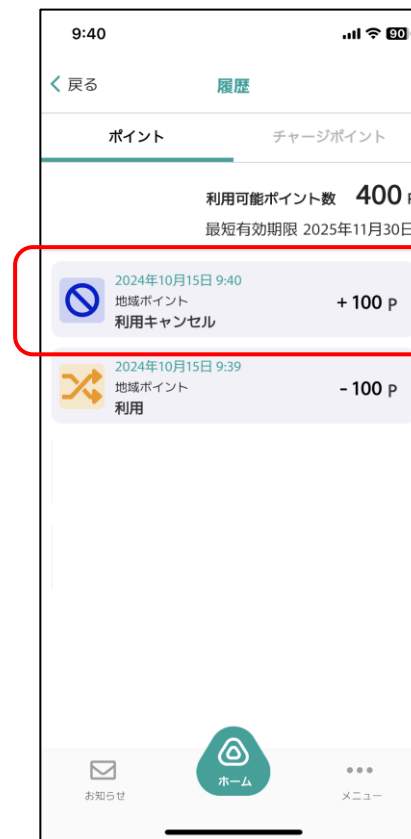 9:40
90
戻る
履歴
ポイント
チャージポイント
利用可能ポイント数 400 P
最短有効期限 2025年11月30日
2024年10月15日 9:40
地域ポイント
+ 100 P
利用キャンセル
2024年10月15日 9:39
地域ポイント
- 100 P
利用
お知らせ
ホーム
メニュー